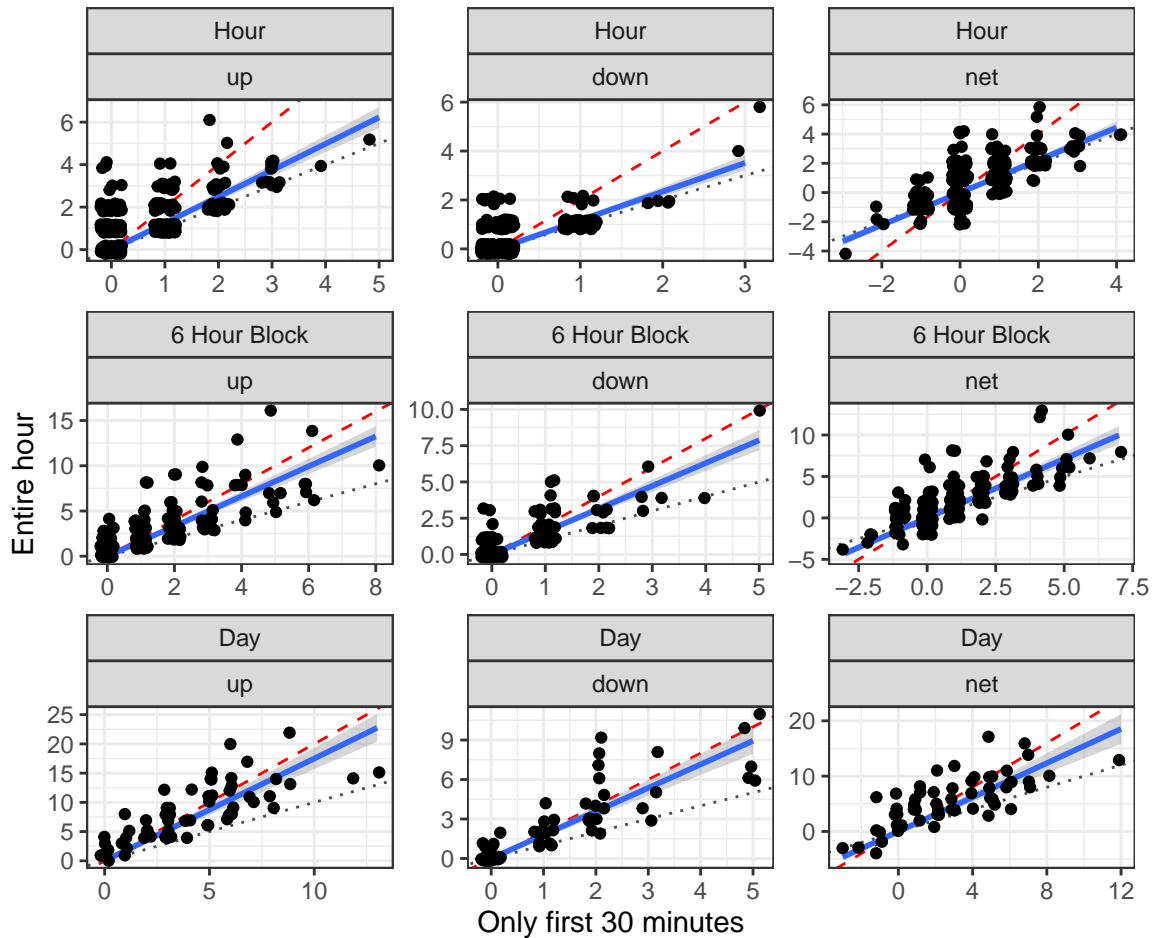 Hour
Hour
Hour
up
down
net
6
4
2
0
6
4
2
0
6
4
2
0
−2
−4
0 1 2 3 4 5
0 1 2 3
−2 0 2 4
6 Hour Block
6 Hour Block
6 Hour Block
up
down
net
15
10
5
0
10.0
7.5
5.0
2.5
0.0
10
5
0
−5
0 2 4 6 8
0 1 2 3 4 5
−2.5 0.0 2.5 5.0 7.5
Day
Day
Day
up
down
net
25
20
15
10
5
0
9
6
3
0
20
10
0
0 5 10
0 1 2 3 4 5
0 4 8 12
Entire hour
Only first 30 minutes